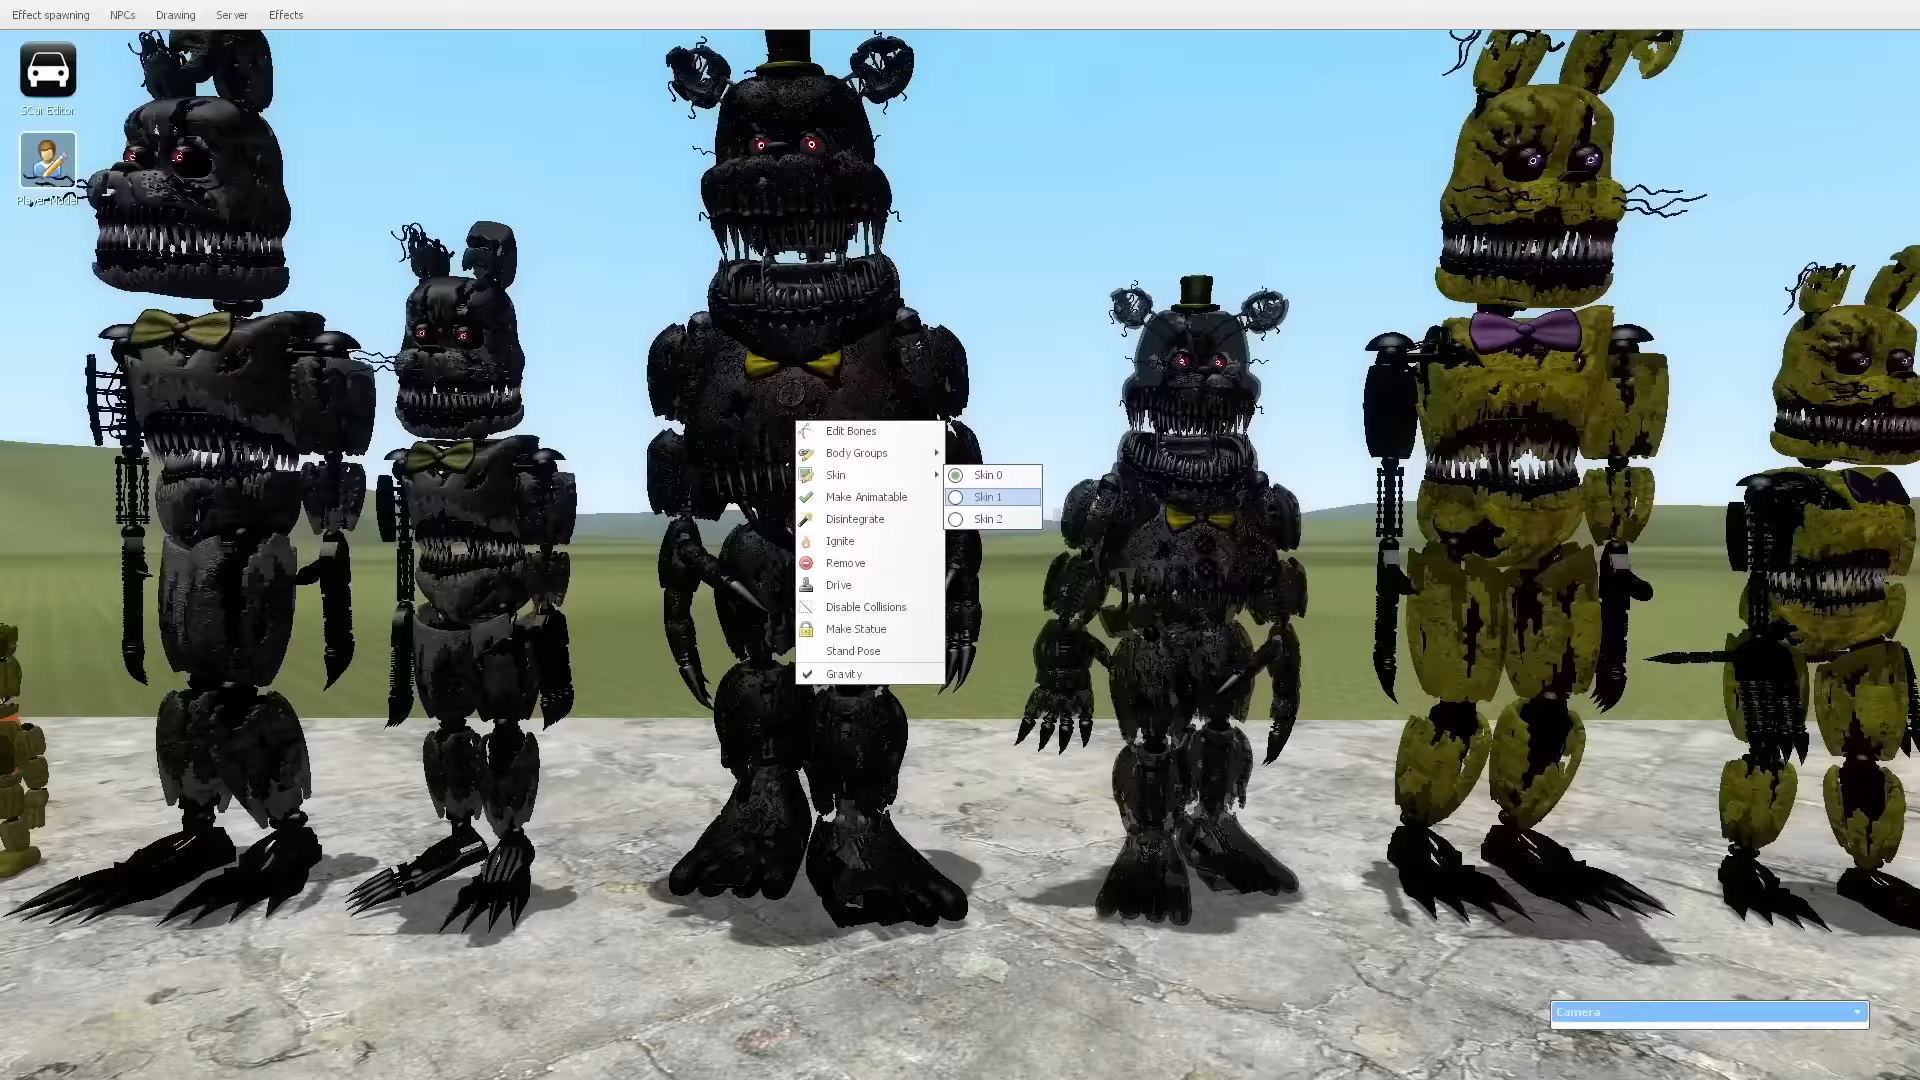 Effect spawning NPCs Drawing Server Effects
SCar Editor
Player Model
Edit Bones
Body Groups
Skin
Make Animatable
Disintegrate
Ignite
Remove
Drive
Disable Collisions
Make Statue
Stand Pose
Gravity
Skin 0
Skin 1
Skin 2
Camera